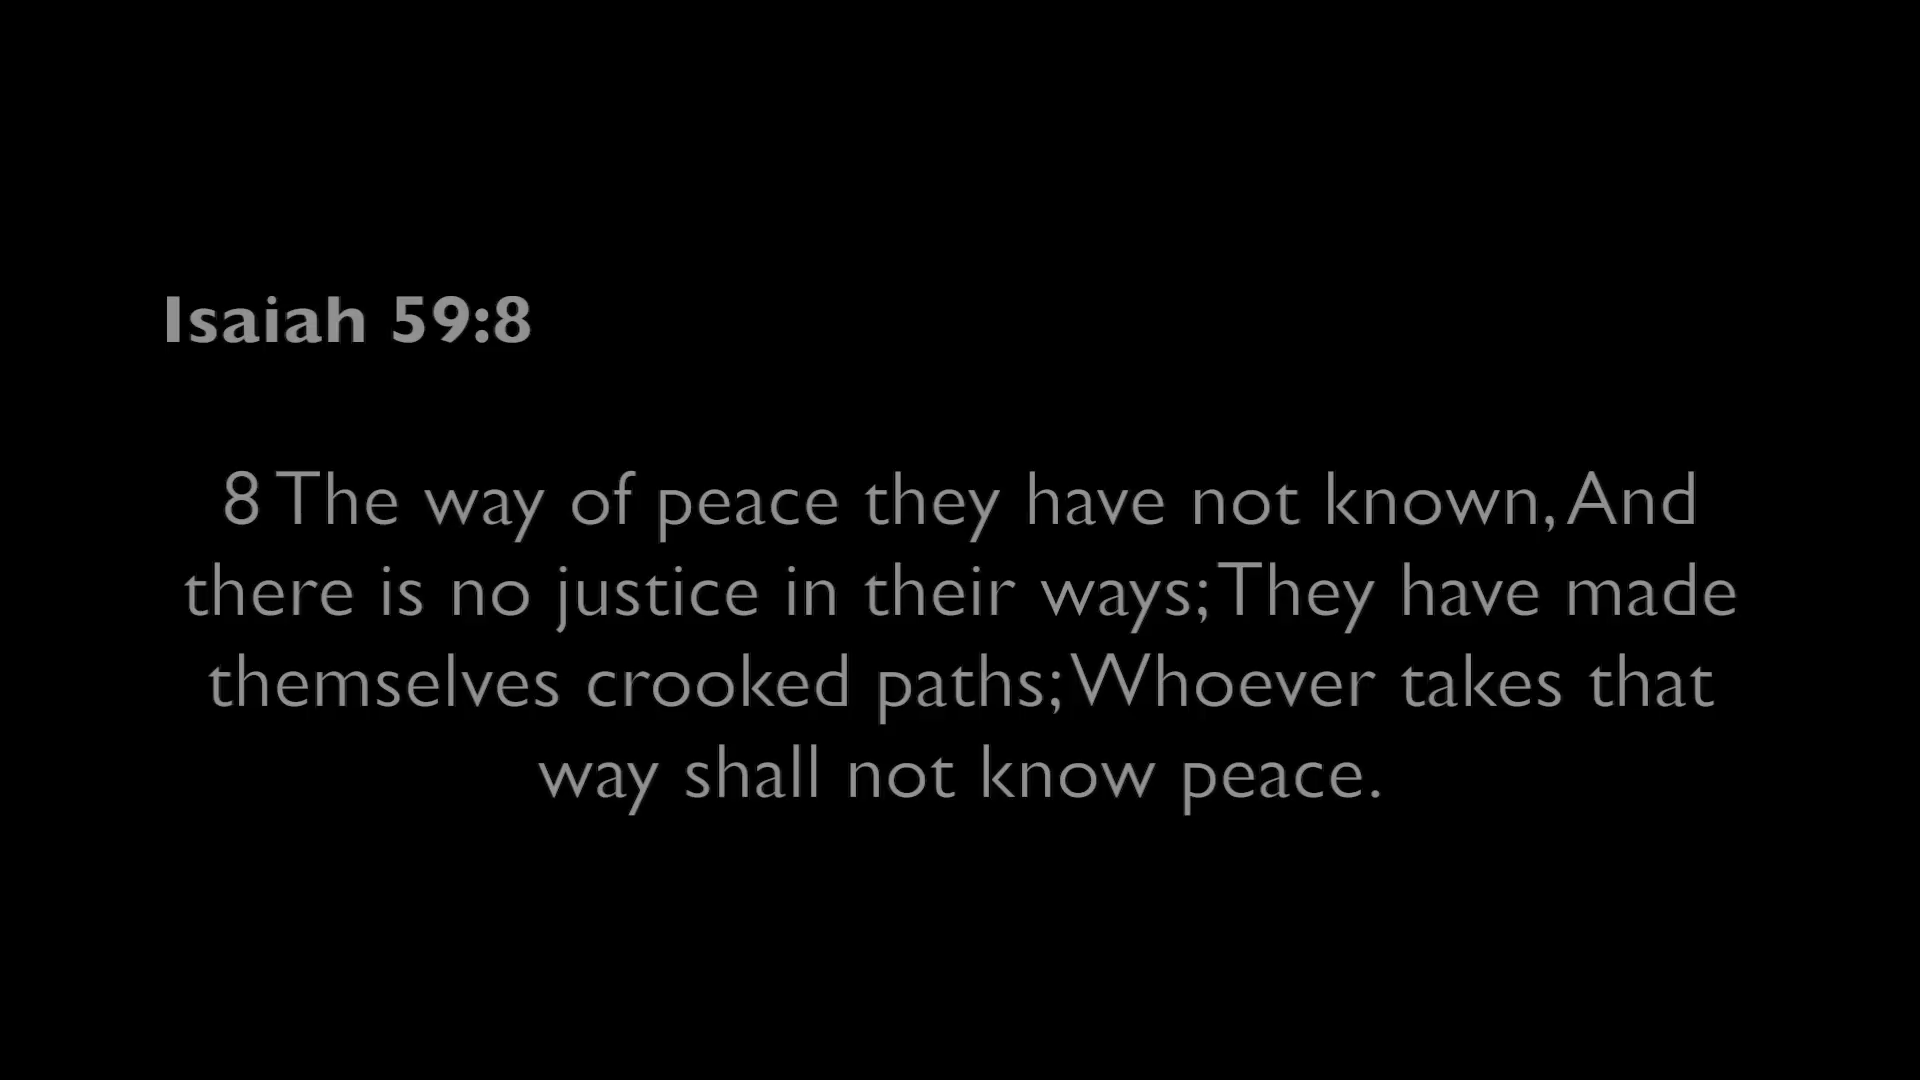 Isaiah 59:8
8 The way of peace they have not known, And
there is no justice in their ways; They have made
themselves crooked paths; Whoever takes that
way shall not know peace.